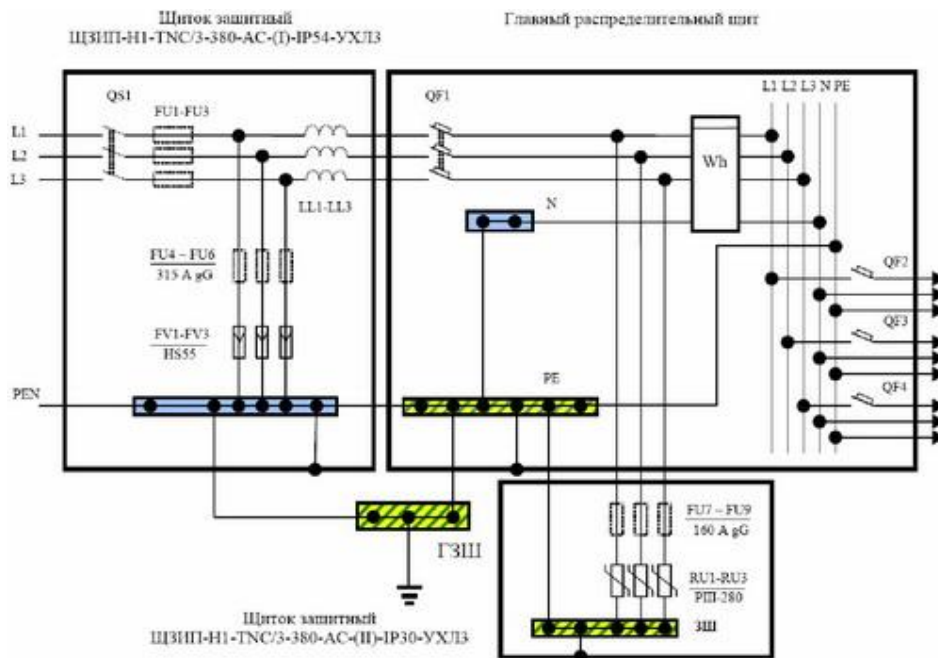 Щиток защитный
ЩЗИП-Н1-TNC/3-380-AC-(I)-IP54-УХЛ3
Главный распределительный щит
QS1
FU1-FU3
QF1
L1 L2 L3 N PE
L1
L2
L3
Wh
LL1-LL3
N
FU4 – FU6
315 A gG
QF2
FV1-FV3
HS55
QF3
PEN
PE
QF4
FU7 – FU9
160 A gG
ГЗШ
RU1-RU3
РШ-280
Щиток защитный
ЩЗИП-Н1-TNC/3-380-AC-(II)-IP30-УХЛ3
ЗШ